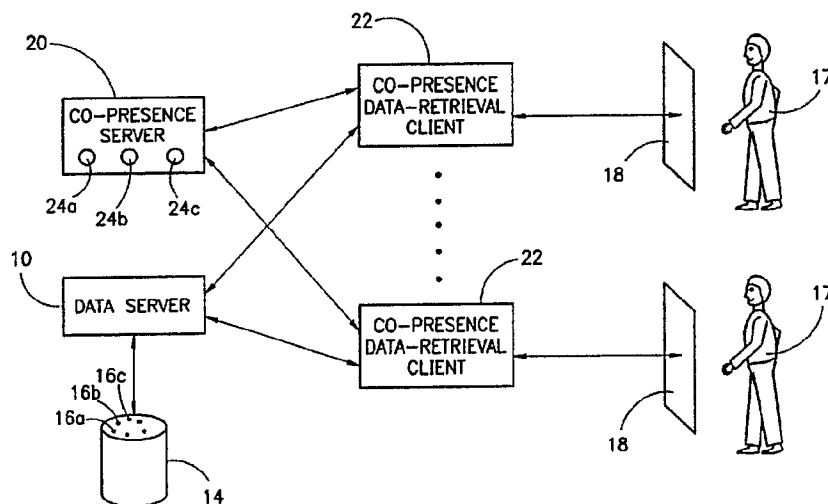 20
22
17
CO-PRESENCE
SERVER
CO-PRESENCE
DATA-RETRIEVAL
CLIENT
18
24a
24b
24c
10
DATA SERVER
22
17
CO-PRESENCE
DATA-RETRIEVAL
CLIENT
16c
16b
16a
18
14